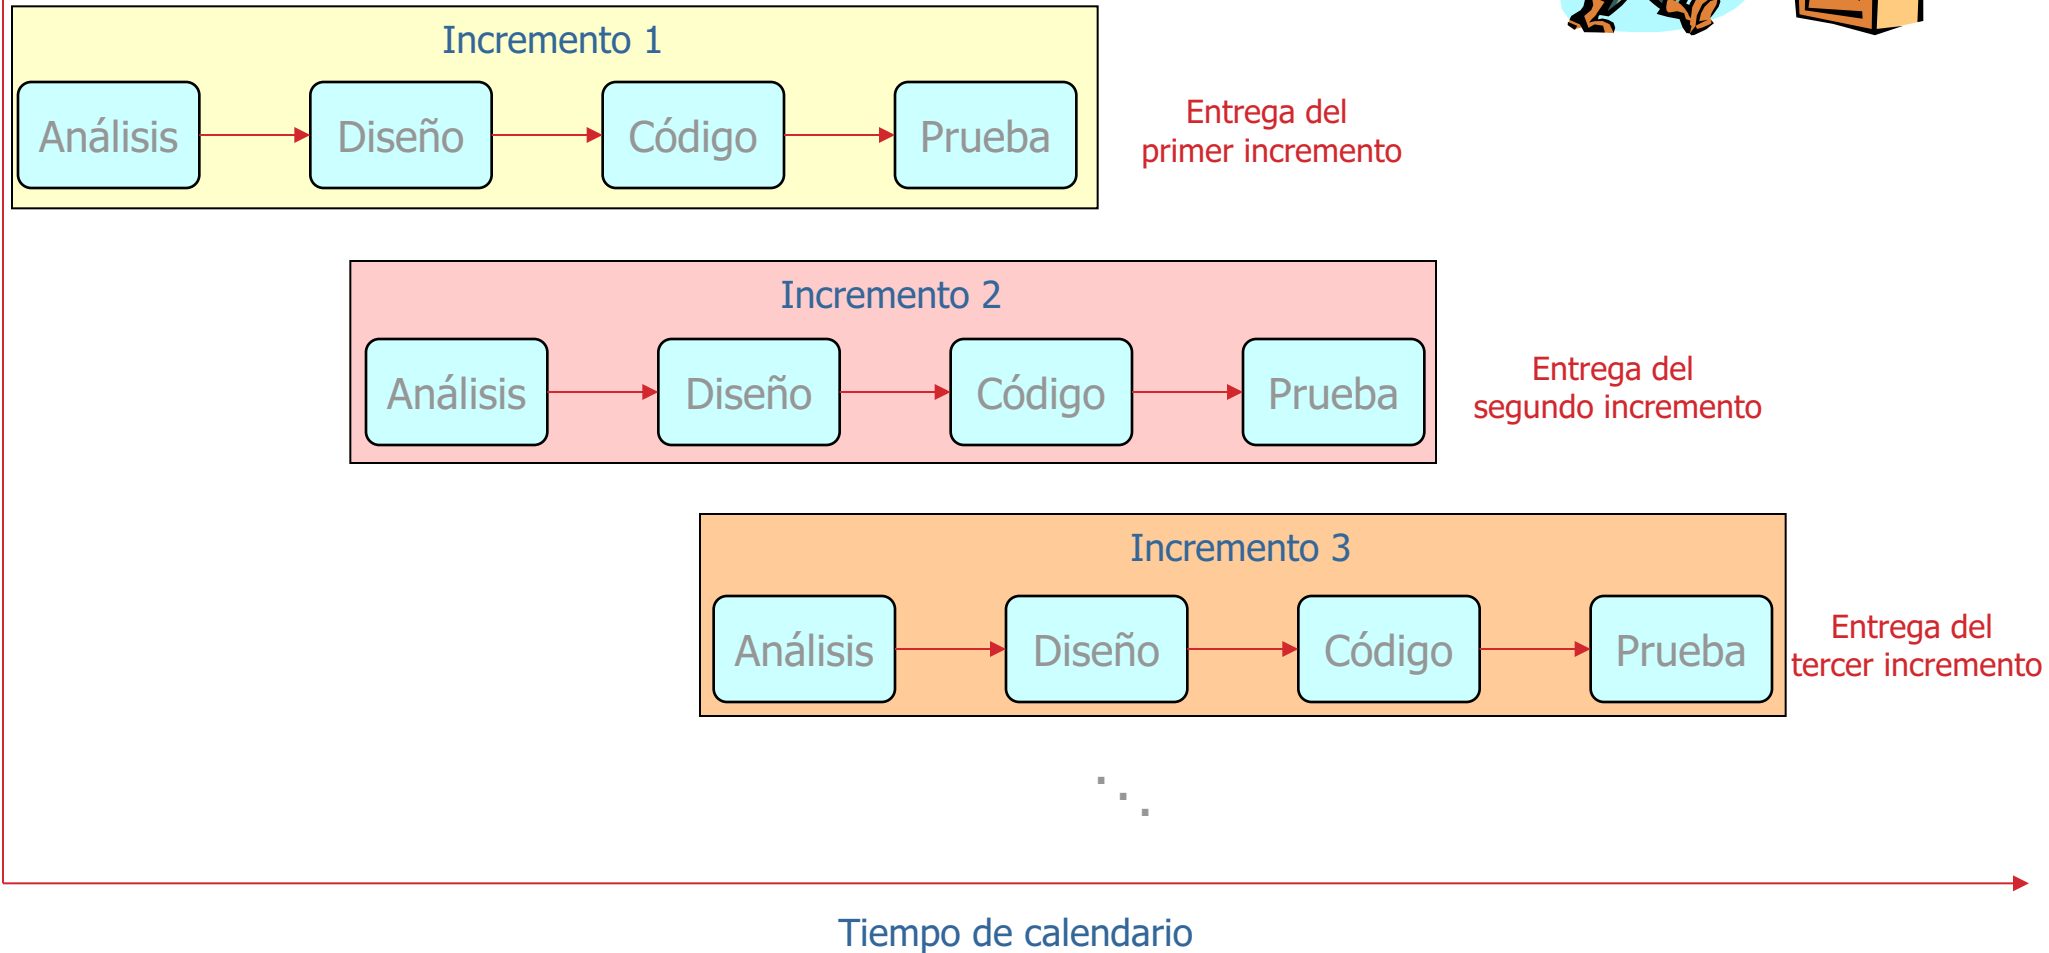 Incremento 1
Análisis
Diseño
Código
Prueba
Entrega del
primer incremento
Incremento 2
Análisis
Diseño
Código
Prueba
Entrega del
segundo incremento
Incremento 3
Análisis
Diseño
Código
Prueba
Entrega del
tercer incremento
Tiempo de calendario